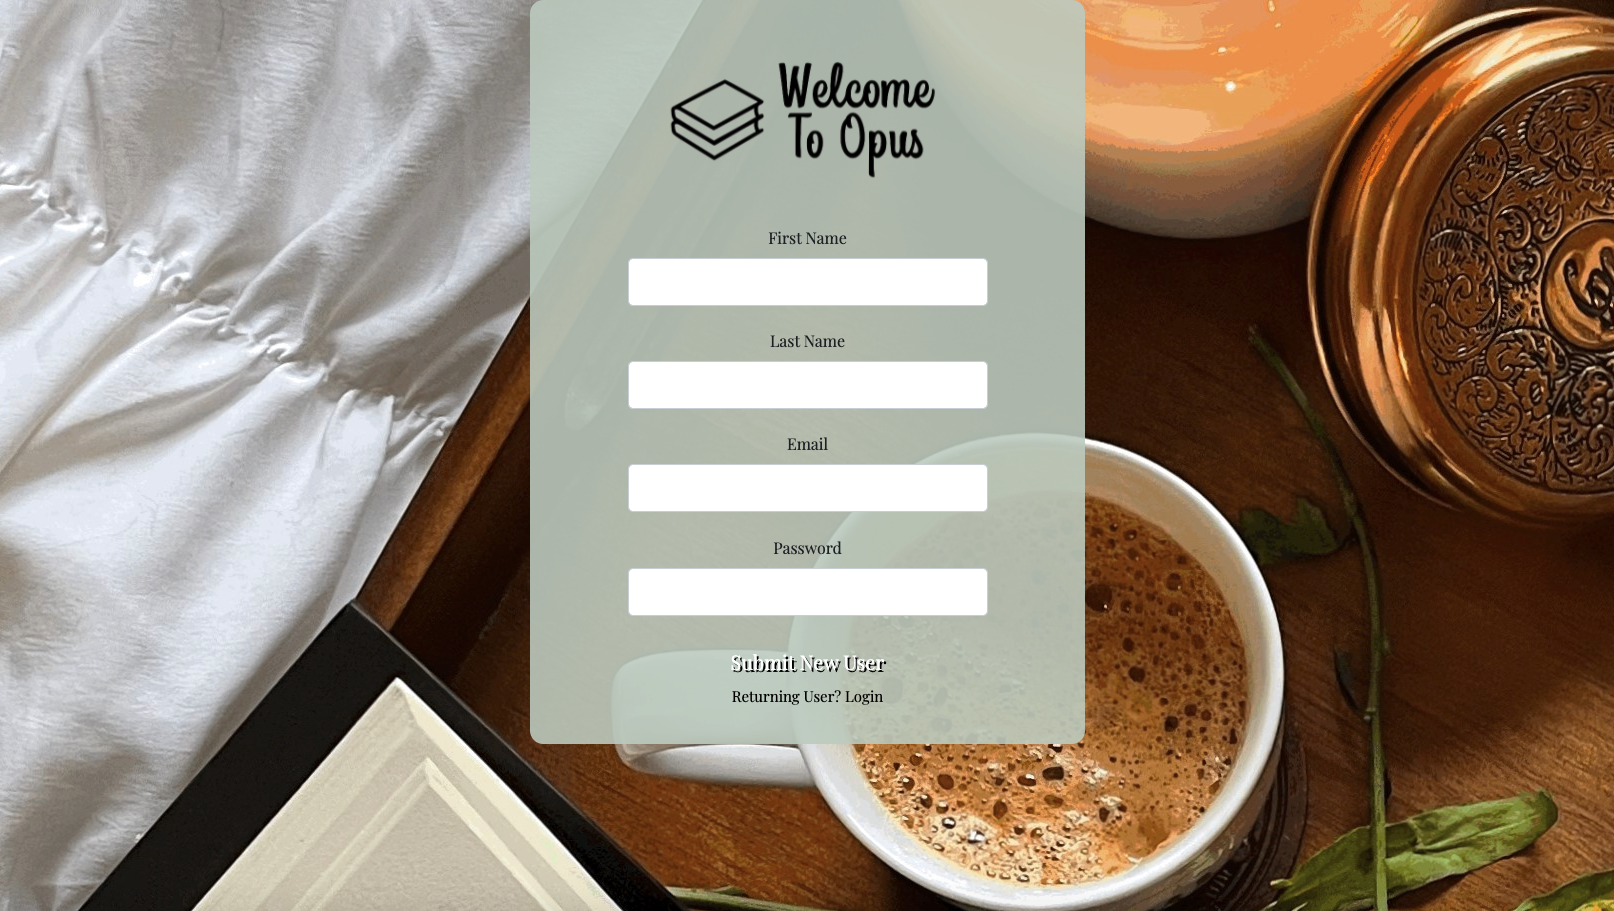 Welcome
To Opus
First Name
Last Name
Email
Password
Submit New User
Returning User? Login